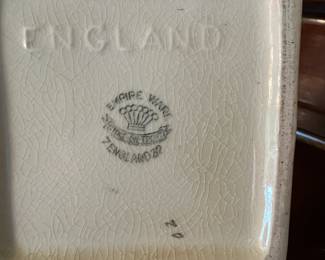 ENGLAND
EMPIRE WARE
STOKE ON TRENT
ENGLAND